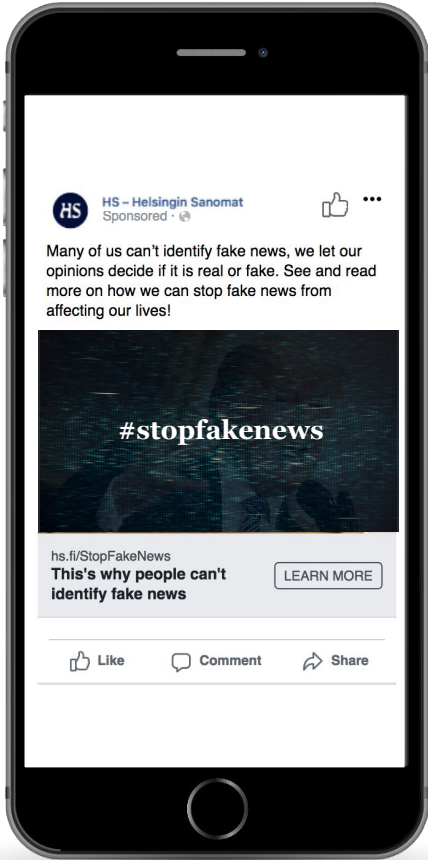 HS
HS – Helsingin Sanomat
Sponsored ·
Many of us can't identify fake news, we let our
opinions decide if it is real or fake. See and read
more on how we can stop fake news from
affecting our lives!
#stopfakenews
hs.fi/StopFakeNews
This's why people can't
identify fake news
LEARN MORE
Like
Comment
Share